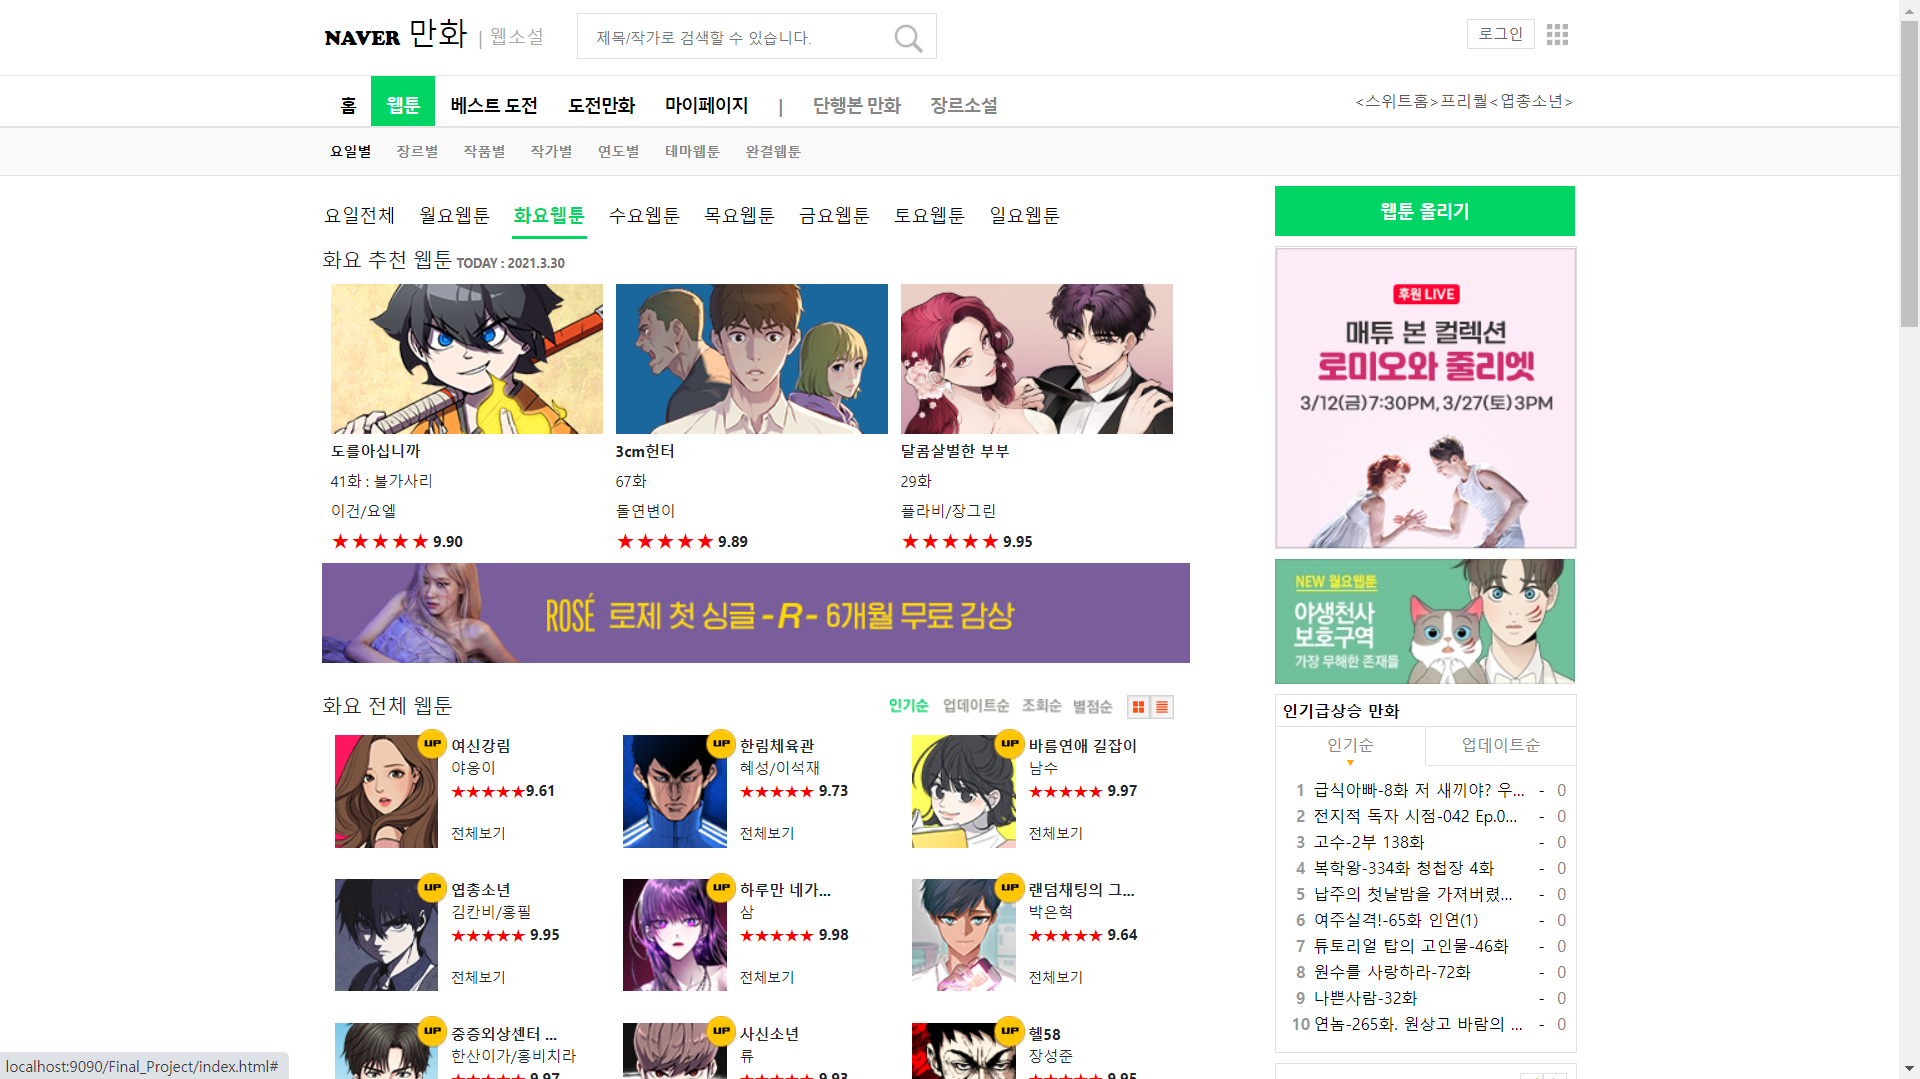 NAVER 만화 | 웹소설
제목/작가로 검색할 수 있습니다.
로그인
홈 웹툰 베스트 도전 도전만화 마이페이지 | 단행본 만화 장르소설
<스위트홈>프리퀄<엽총소년>
요일별 장르별 작품별 작가별 연도별 테마웹툰 완결웹툰
요일전체 월요웹툰 화요웹툰 수요웹툰 목요웹툰 금요웹툰 토요웹툰 일요웹툰
웹툰 올리기
화요 추천 웹툰 TODAY : 2021.3.30
도를아십니까
41화 : 불가사리
이건/요엘
★★★★★ 9.90
3cm헌터
67화
돌연변이
★★★★★ 9.89
달콤살벌한 부부
29화
플라비/장그린
★★★★★ 9.95
후원 LIVE
매튜 본 컬렉션
로미오와 줄리엣
3/12(금)7:30PM, 3/27(토)3PM
ROSÉ 로제 첫 싱글 -R- 6개월 무료 감상
NEW 월요웹툰
야생천사
보호구역
가장 무해한 존재들
화요 전체 웹툰
인기순 업데이트순 조회순 별점순
UP
여신강림
야옹이
★★★★★9.61
전체보기
UP
한림체육관
혜성/이석재
★★★★★ 9.73
전체보기
UP
바름연애 길잡이
남수
★★★★★ 9.97
전체보기
UP
엽총소년
김칸비/홍필
★★★★★ 9.95
전체보기
UP
하루만 네가...
삼
★★★★★ 9.98
전체보기
UP
랜덤채팅의 그...
박은혁
★★★★★ 9.64
전체보기
UP
중증외상센터 ...
한산이가/홍비치라
★★★★★ 9.97
UP
사신소년
류
★★★★★ 9.93
UP
헬58
장성준
★★★★★ 9.95
인기급상승 만화
인기순 업데이트순
▼
1 급식아빠-8화 저 새끼야? 우... - 0
2 전지적 독자 시점-042 Ep.0... - 0
3 고수-2부 138화 - 0
4 복학왕-334화 청첩장 4화 - 0
5 납주의 첫날밤을 가져버렸... - 0
6 여주실격!-65화 인연(1) - 0
7 튜토리얼 탑의 고인물-46화 - 0
8 원수를 사랑하라-72화 - 0
9 나쁜사람-32화 - 0
10 연놈-265화. 원상고 바람의 ... - 0
localhost:9090/Final_Project/index.html#